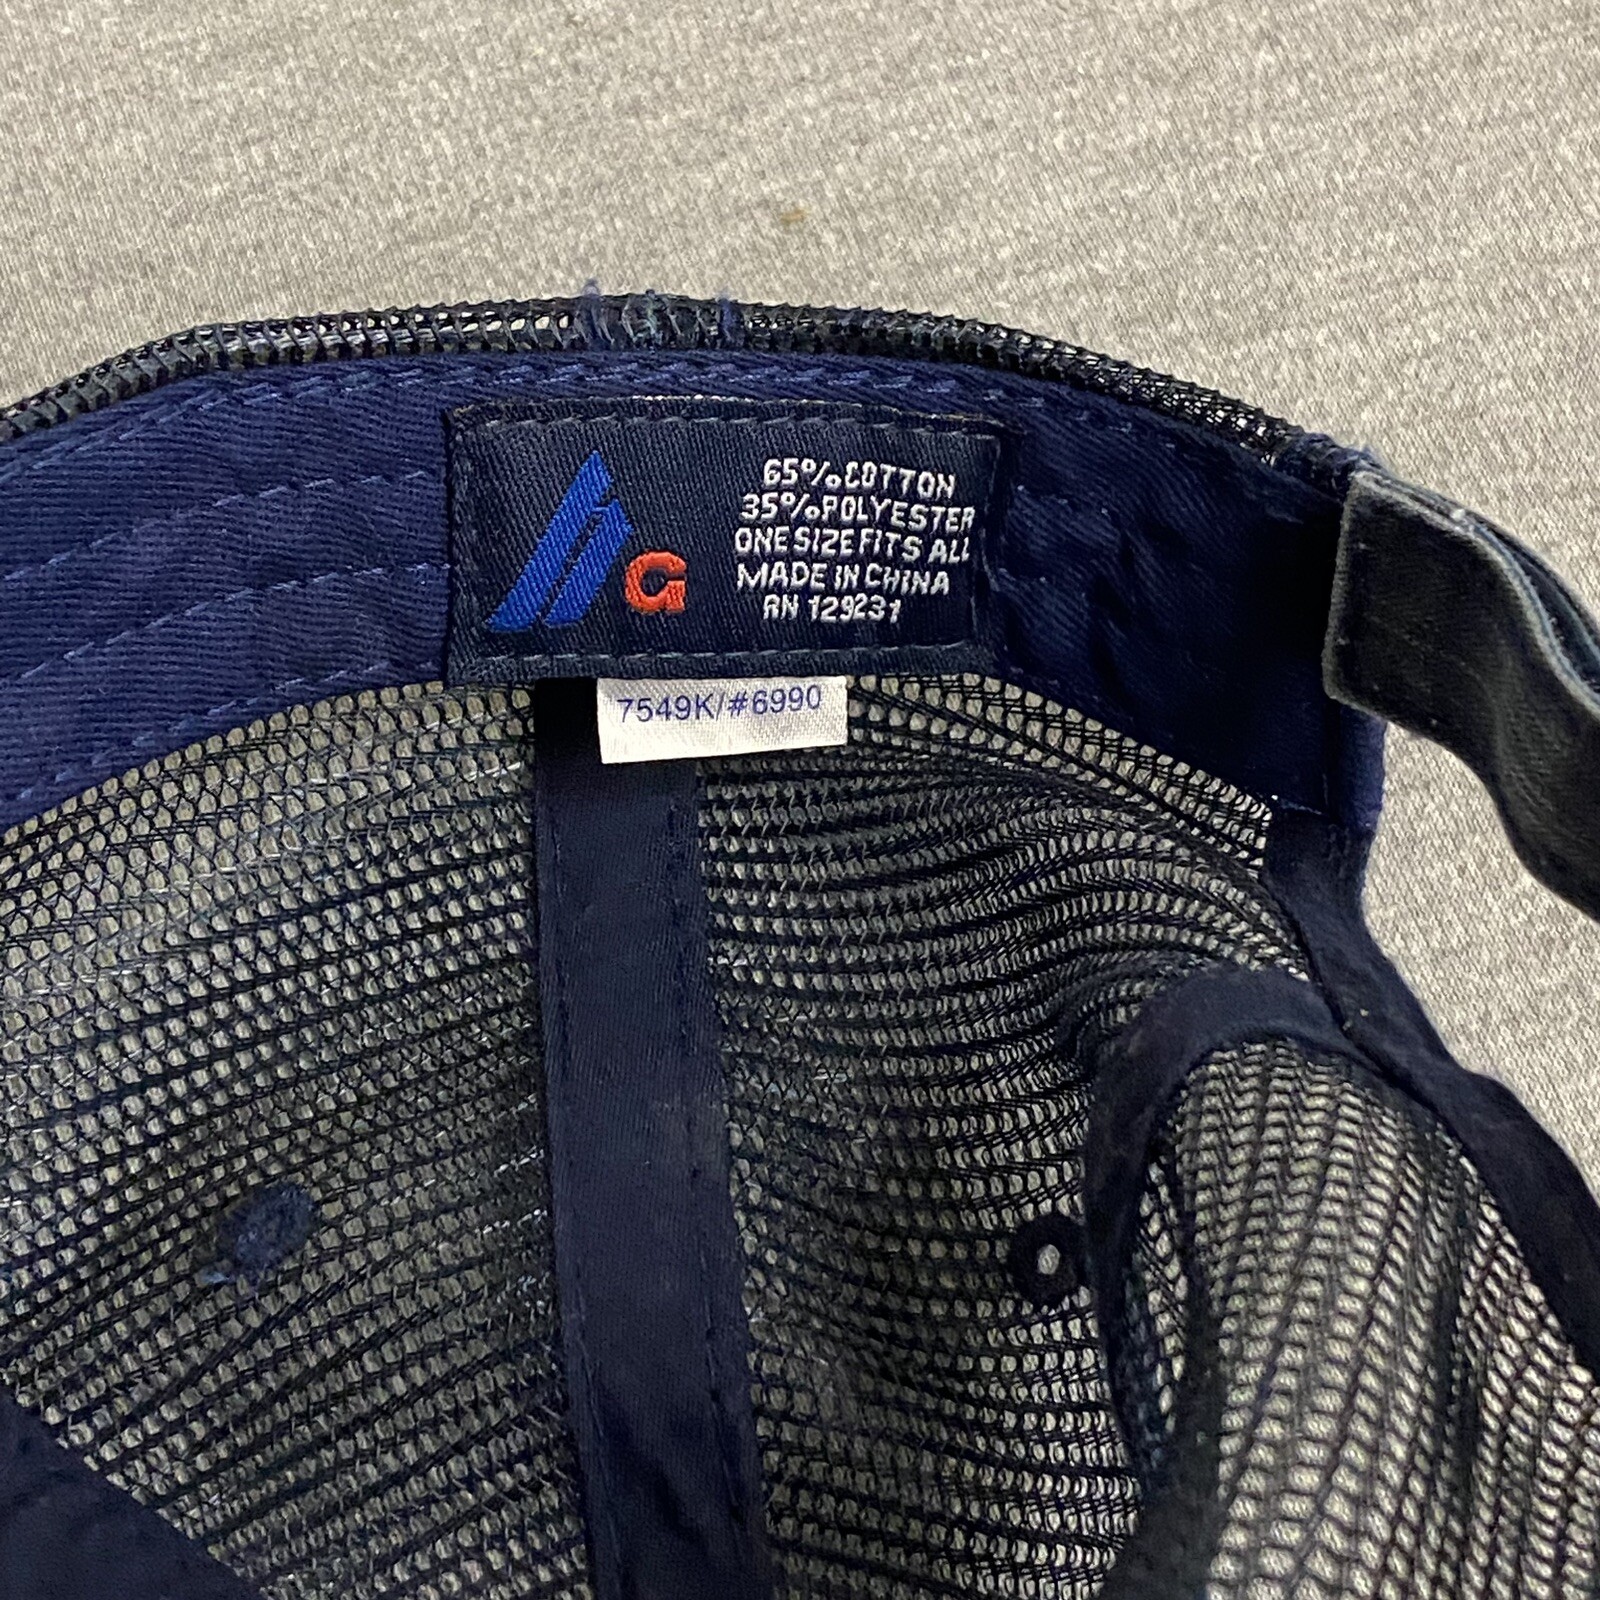 G
65% COTTON
35% POLYESTER
ONE SIZE FITS ALL
MADE IN CHINA
RN 129231
7549K/#6990